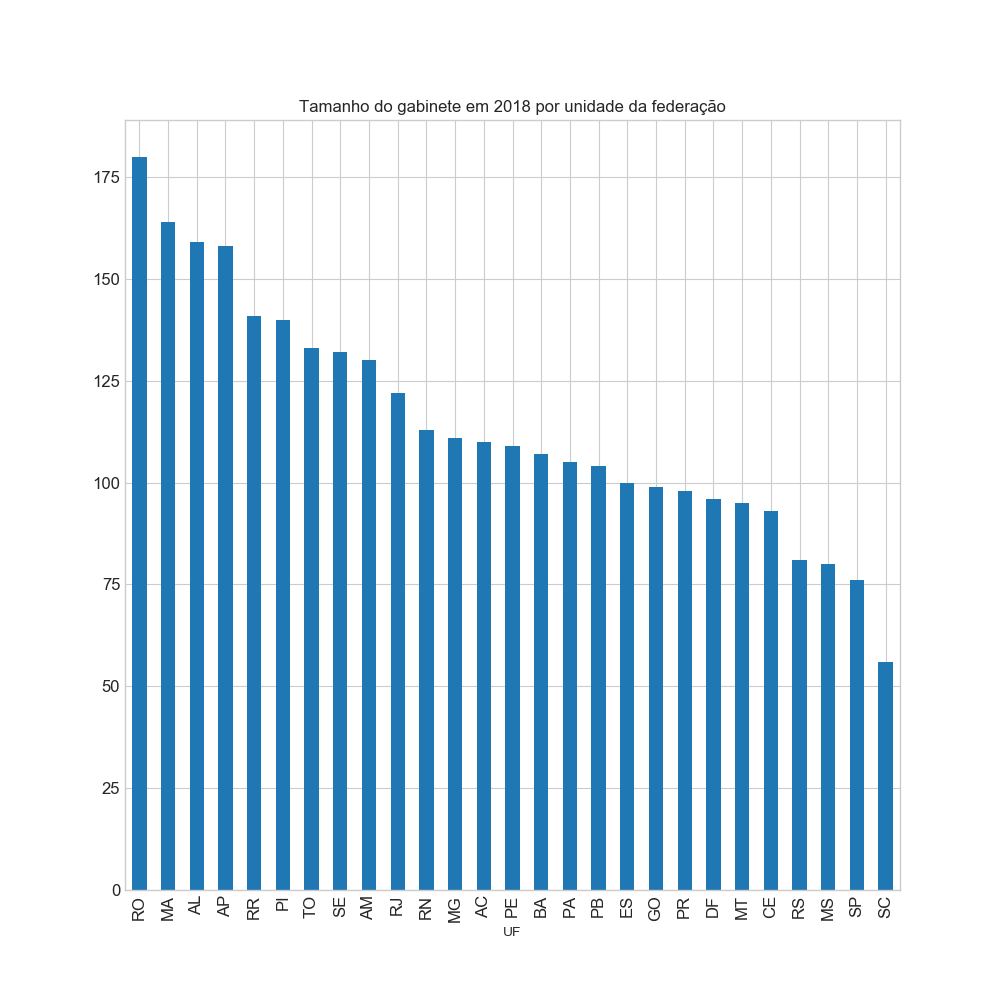 Tamanho do gabinete em 2018 por unidade da federação
175
150
125
100
75
50
25
0
RO MA AL AP RR PI TO SE AM RJ RN MG AC PE BA PA PB ES GO PR DF MT CE RS MS SP SC
UF